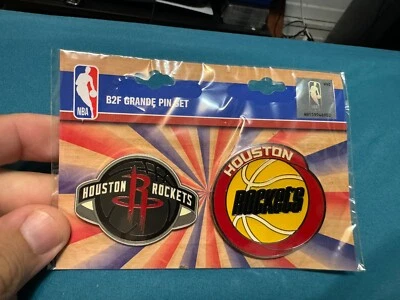 NBA
B2F GRANDE PIN SET
HOUSTON R ROCKETS
HOUSTON
ROCKETS